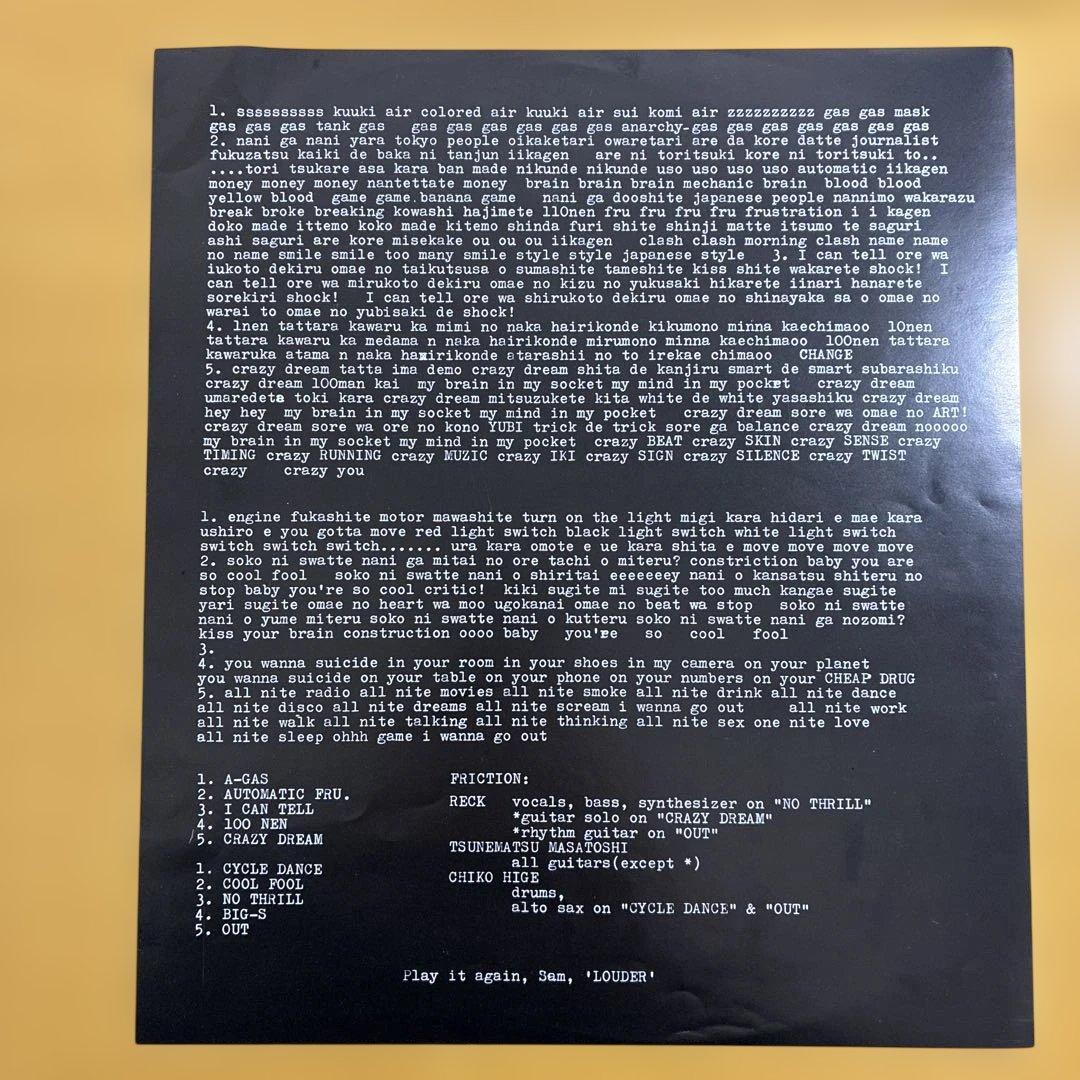 1. ssssssssss kuuki air colored air kuuki air sui komi air zzzzzzzzzz gas gas mask
gas gas gas tank gas gas gas gas gas gas gas anarchy-gas gas gas gas gas gas gas
2. nani ga nani yara tokyo people oikaketari owaretari are da kore datte journalist
fukuzatsu kaiki de baka ni tanjun iikagen are ni toritsuki kore ni toritsuki to..
....tori tsukare asa kara ban made nikunde nikunde uso uso uso uso automatic iikagen
money money money nantettate money brain brain brain mechanic brain blood blood
yellow blood game game.banana game nani ga dooshite japanese people nannimo wakarazu
break broke breaking kowashi hajimete 110nen fru fru fru fru frustration i i kagen
doko made ittemo koko made kitemo shinda furi shite shinji matte itsumo te saguri
ashi saguri are kore misekake ou ou ou iikagen clash clash morning clash name name
no name smile smile too many smile style style japanese style 3. I can tell ore wa
iukoto dekiru omae no taikutsusa o sumashite tameshite kiss shite wakarete shock! I
can tell ore wa mirukoto dekiru omae no kizu no yukusaki hikarete iinari hanarete
sorekiri shock! I can tell ore wa shirukoto dekiru omae no shinayaka sa o omae no
warai to omae no yubisaki de shock!
4. 1nen tattara kawaru ka mimi no naka hairikonde kikumono minna kaechimaoo 10nen
tattara kawaru ka medama n naka hairikonde mirumono minna kaechimaoo 100nen tattara
kawaruka atama n naka hairikonde atarashii no to irekae chimaoo CHANGE
5. crazy dream tatta ima demo crazy dream shita de kanjiru smart de smart subarashiku
crazy dream 100man kai my brain in my socket my mind in my pocket crazy dream
umaredeta toki kara crazy dream mitsuzukete kita white de white yasashiku crazy dream
hey hey my brain in my socket my mind in my pocket crazy dream sore wa omae no ART!
crazy dream sore wa ore no kono YUBI trick de trick sore ga balance crazy dream nooooo
my brain in my socket my mind in my pocket crazy BEAT crazy SKIN crazy SENSE crazy
TIMING crazy RUNNING crazy MUZIC crazy IKI crazy SIGN crazy SILENCE crazy TWIST
crazy crazy you
1. engine fukashite motor mawashite turn on the light migi kara hidari e mae kara
ushiro e you gotta move red light switch black light switch white light switch
switch switch switch....... ura kara omote e ue kara shita e move move move move
2. soko ni swatte nani ga mitai no ore tachi o miteru? constriction baby you are
so cool fool soko ni swatte nani o shiritai eeeeeeey nani o kansatsu shiteru no
stop baby you're so cool critic! kiki sugite mi sugite too much kangae sugite
yari sugite omae no heart wa moo ugokanai omae no beat wa stop soko ni swatte
nani o yume miteru soko ni swatte nani o kutteru soko ni swatte nani ga nozomi?
kiss your brain construction oooo baby you're so cool fool
3.
4. you wanna suicide in your room in your shoes in my camera on your planet
you wanna suicide on your table on your phone on your numbers on your CHEAP DRUG
5. all nite radio all nite movies all nite smoke all nite drink all nite dance
all nite disco all nite dreams all nite scream i wanna go out all nite work
all nite walk all nite talking all nite thinking all nite sex one nite love
all nite sleep ohhh game i wanna go out
1. A-GAS
2. AUTOMATIC FRU.
3. I CAN TELL
4. 100 NEN
5. CRAZY DREAM
1. CYCLE DANCE
2. COOL FOOL
3. NO THRILL
4. BIG-S
5. OUT
FRICTION:
RECK vocals, bass, synthesizer on "NO THRILL"
*guitar solo on "CRAZY DREAM"
*rhythm guitar on "OUT"
TSUNEMATSU MASATOSHI
all guitars(except *)
CHIKO HIGE
drums,
alto sax on "CYCLE DANCE" & "OUT"
Play it again, Sam, 'LOUDER'